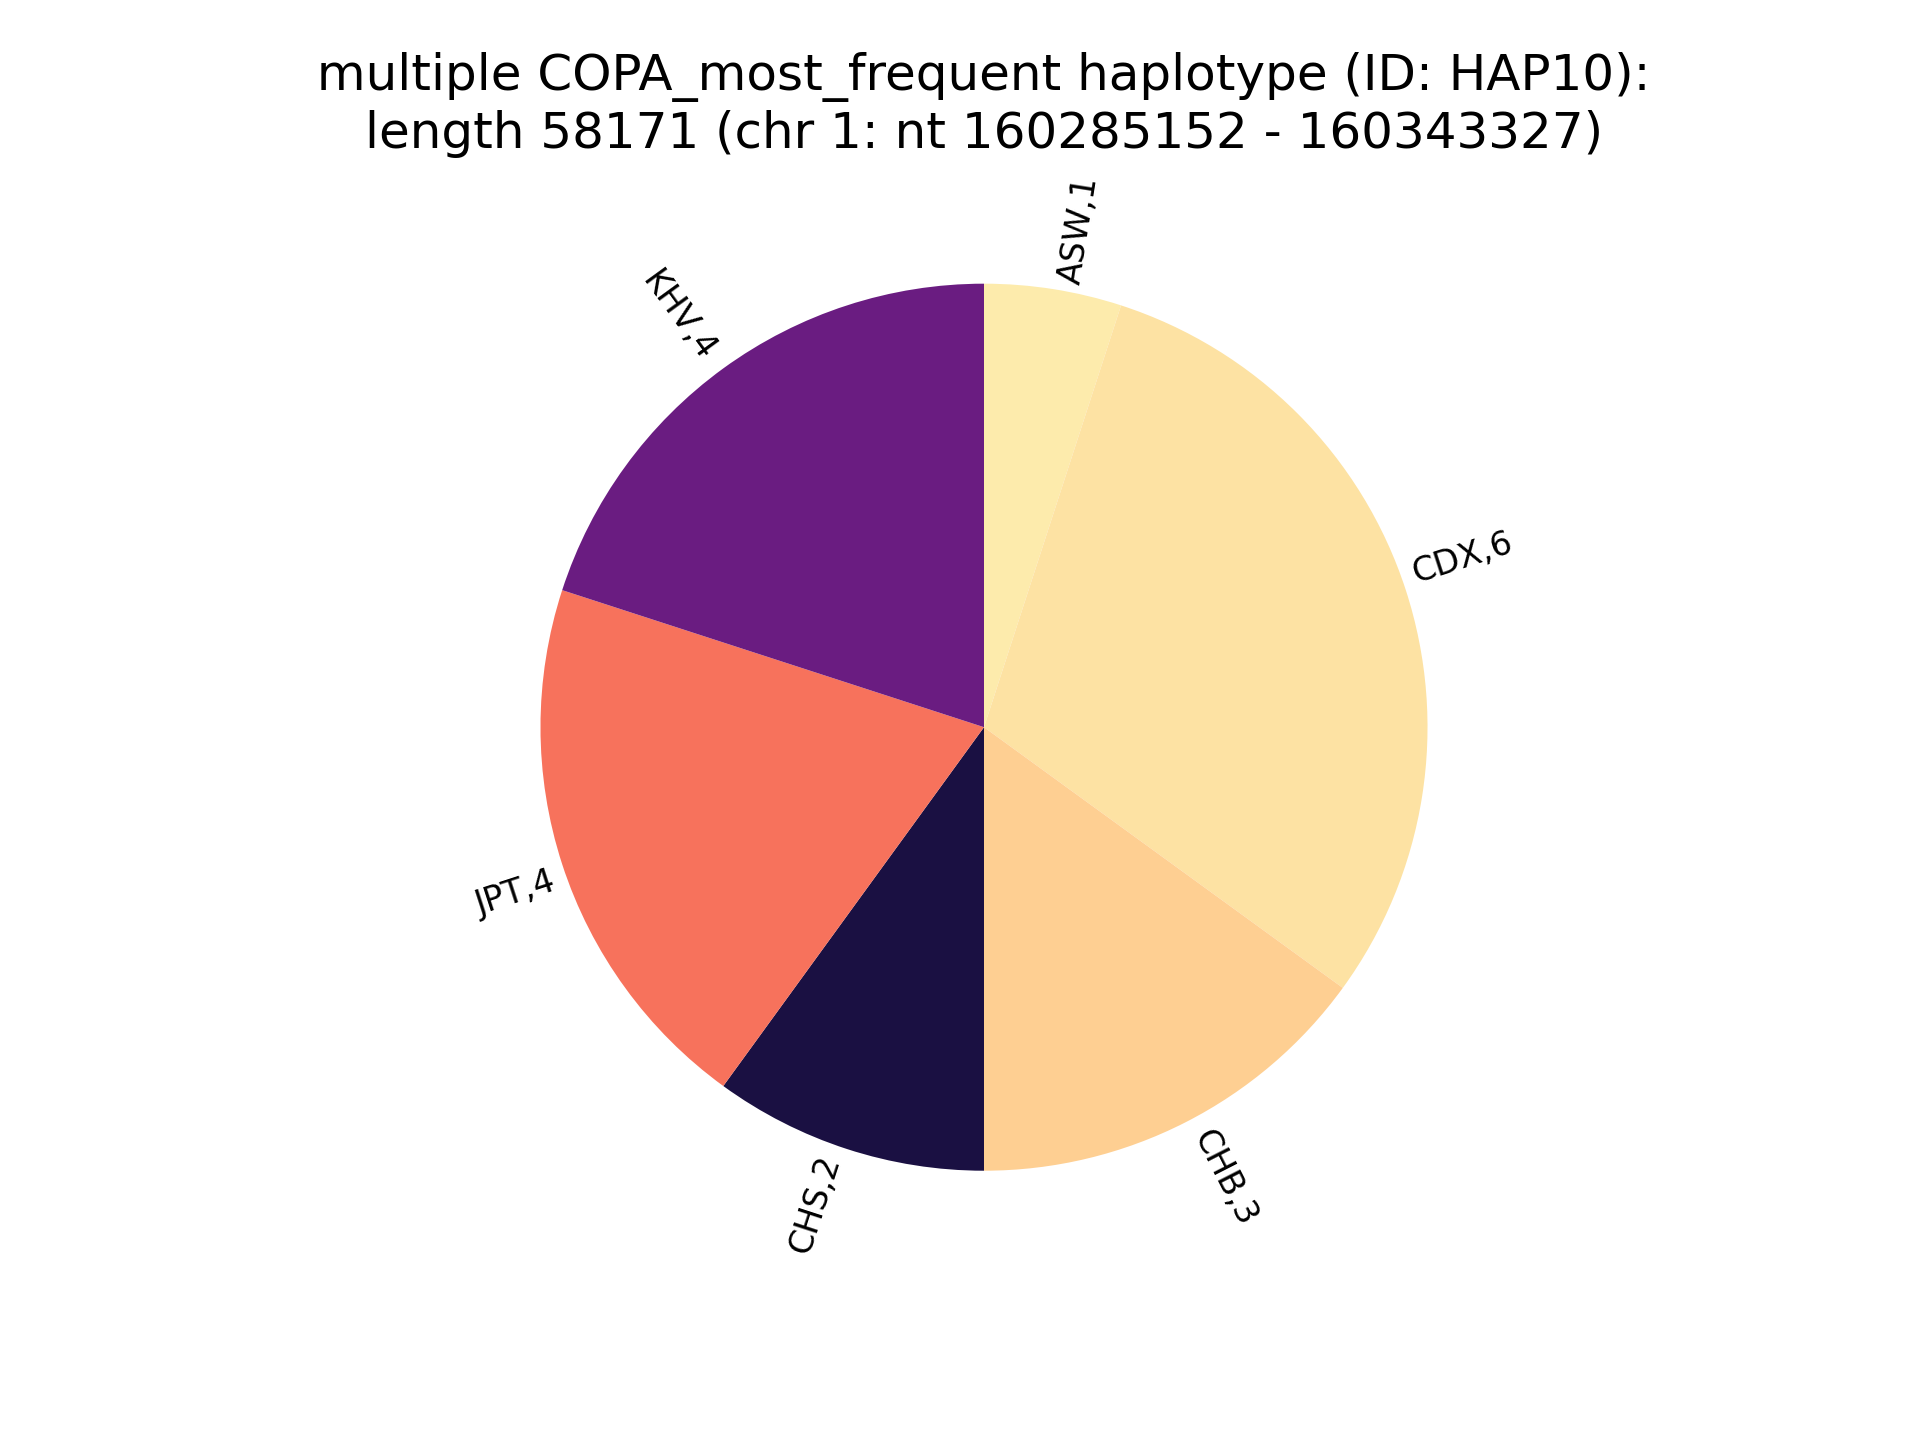 multiple COPA_most_frequent haplotype (ID: HAP10):
length 58171 (chr 1: nt 160285152 - 160343327)
ASW,1
KHV,4
CDX,6
JPT,4
CHB,3
CHS,2